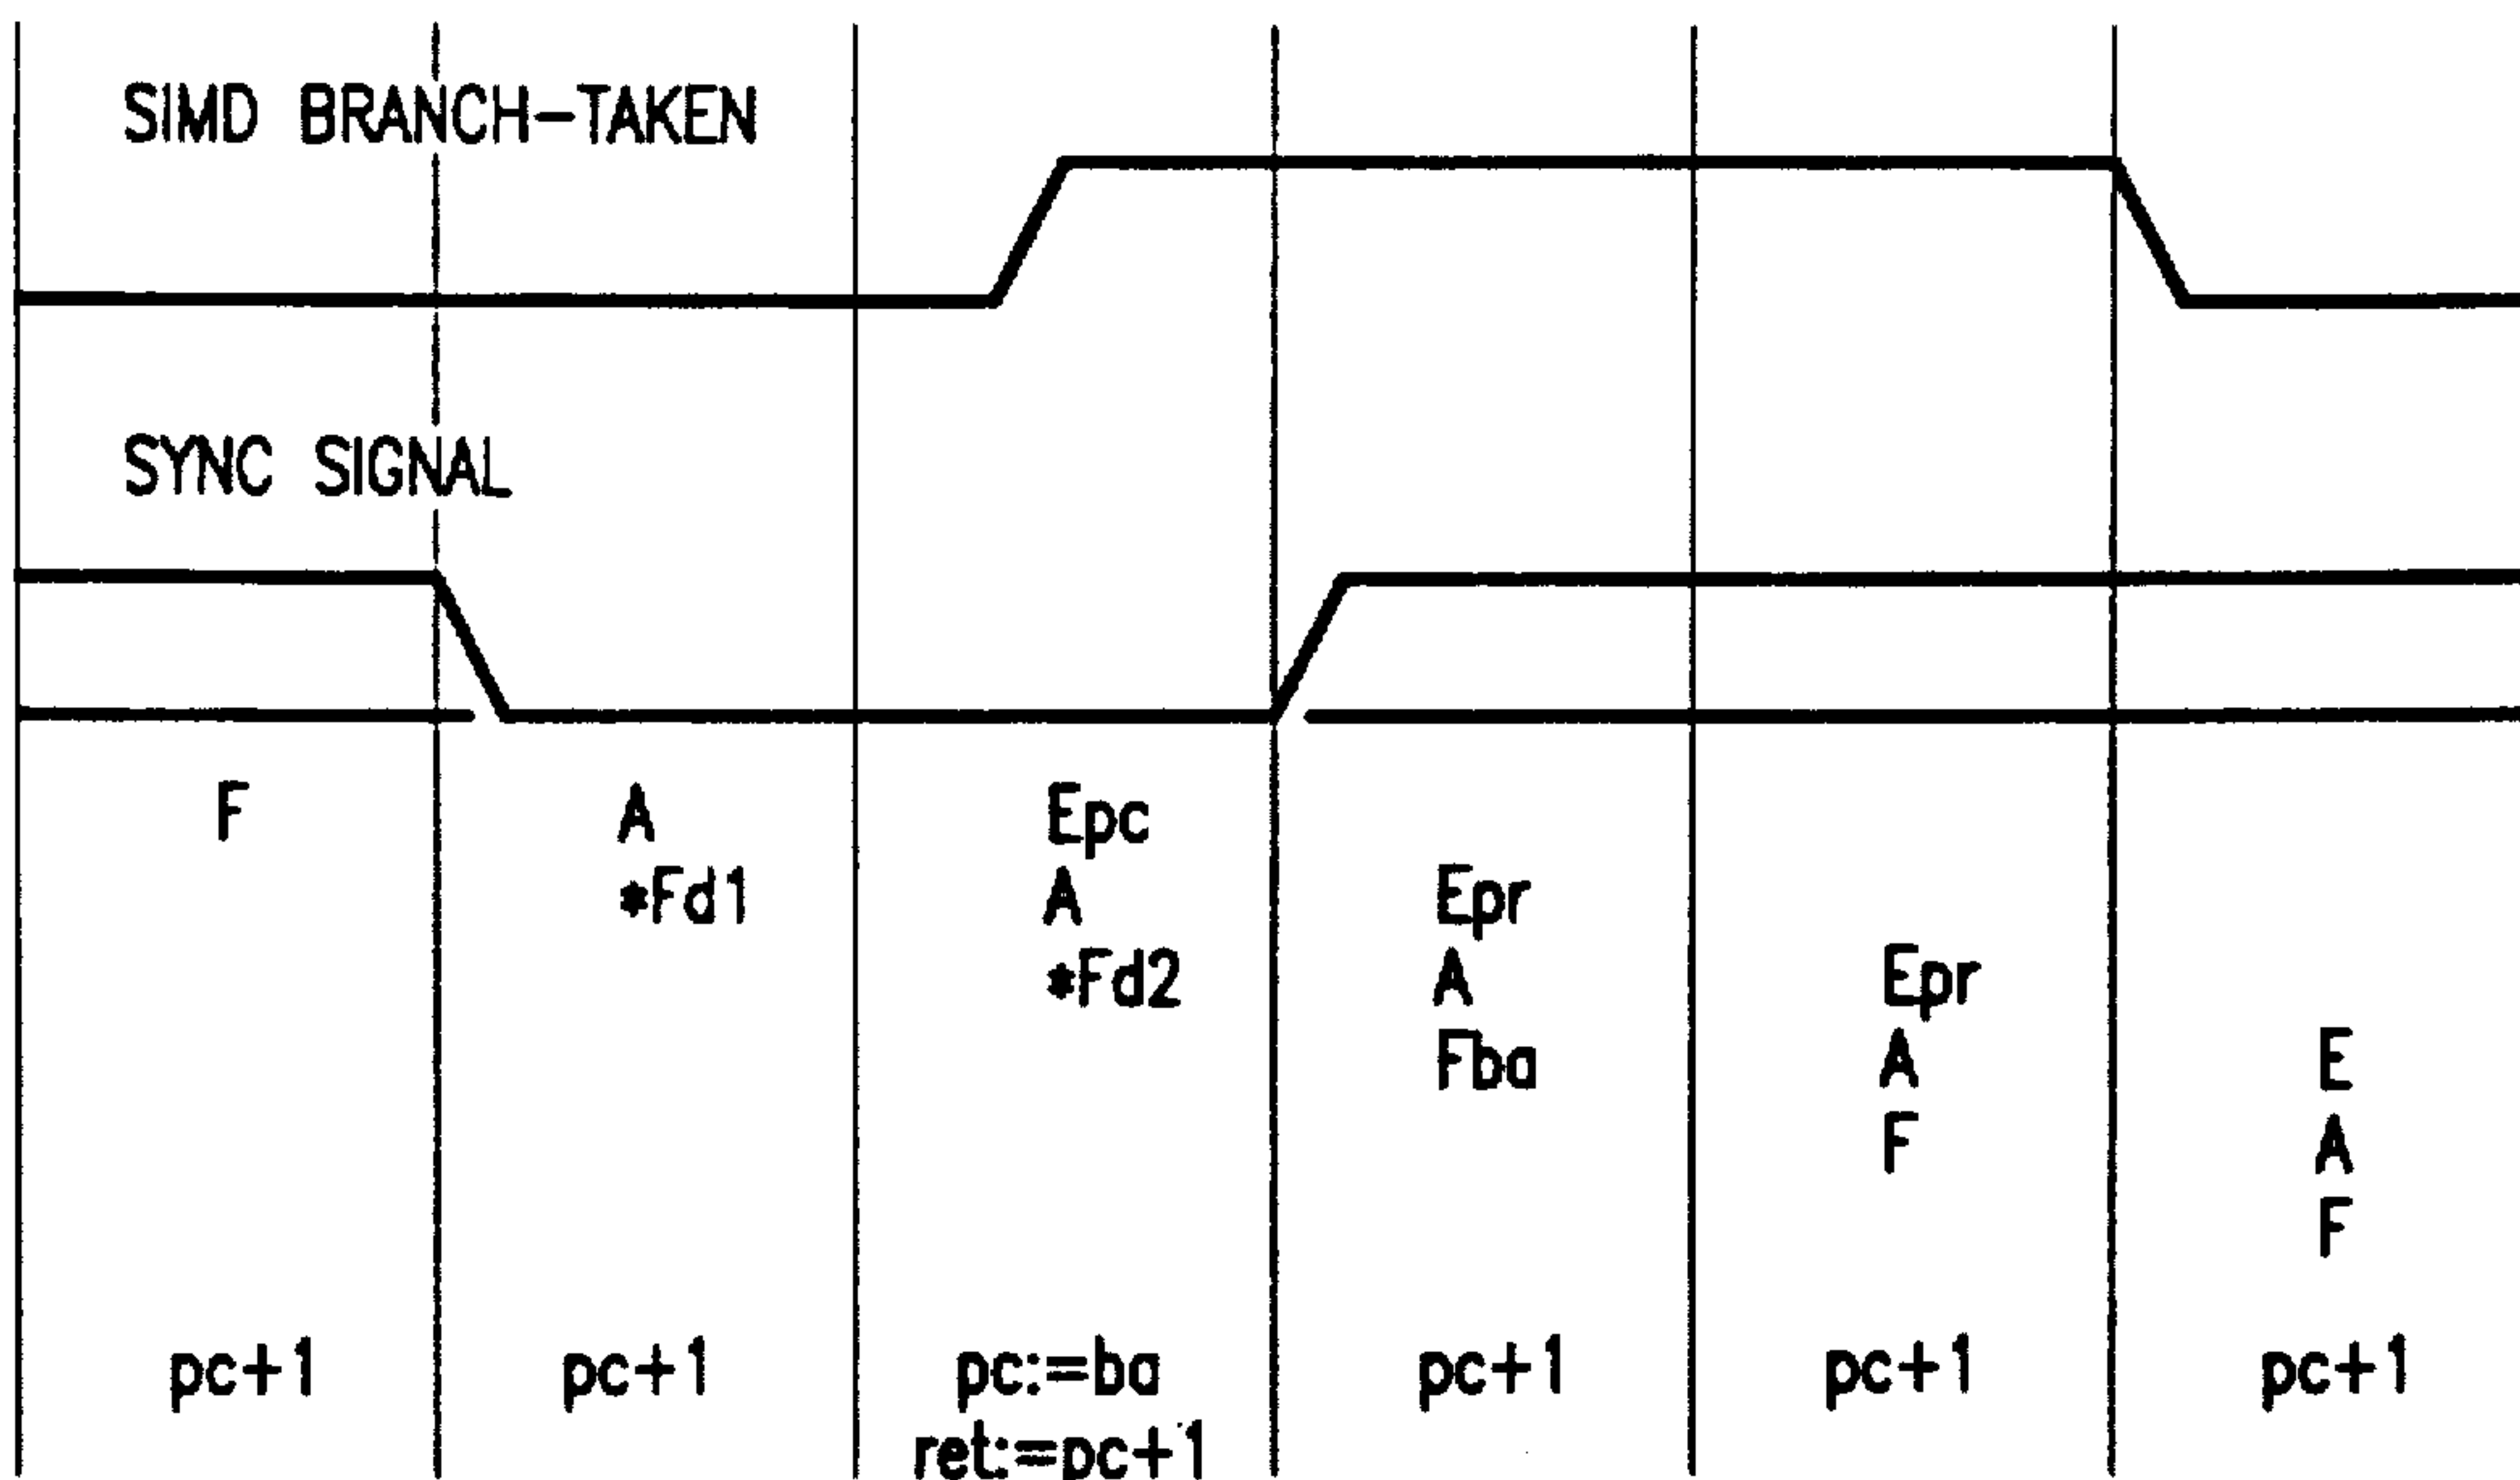 SIMD BRANCH-TAKEN
SYNC SIGNAL
F A Epc
*Fd1 A Epr
*Fd2 A Epr
Fba A E
F A
F
pc+1 pc+1 pc:=ba pc+1 pc+1 pc+1
ret:=pc+1